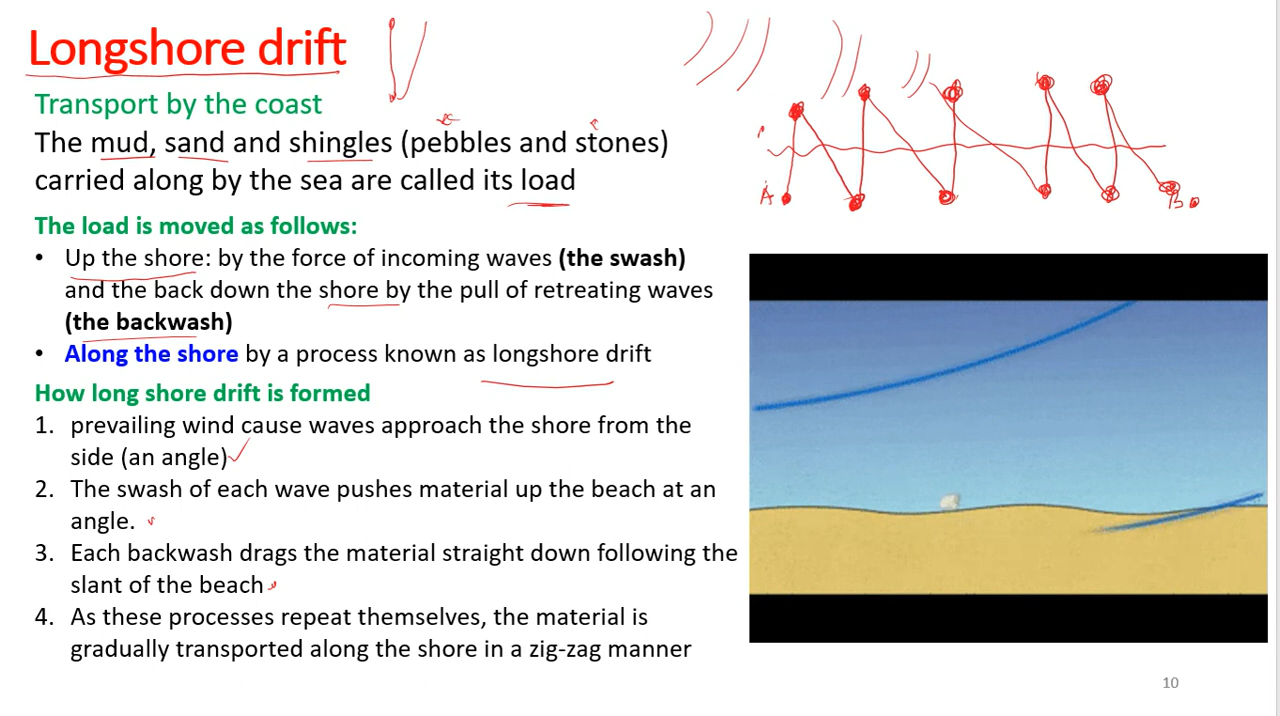 Longshore drift
Transport by the coast
The mud, sand and shingles (pebbles and stones)
carried along by the sea are called its load
The load is moved as follows:
• Up the shore: by the force of incoming waves (the swash)
and the back down the shore by the pull of retreating waves
(the backwash)
• Along the shore by a process known as longshore drift
How long shore drift is formed
1. prevailing wind cause waves approach the shore from the
side (an angle)
2. The swash of each wave pushes material up the beach at an
angle.
3. Each backwash drags the material straight down following the
slant of the beach
4. As these processes repeat themselves, the material is
gradually transported along the shore in a zig-zag manner
A
B
10